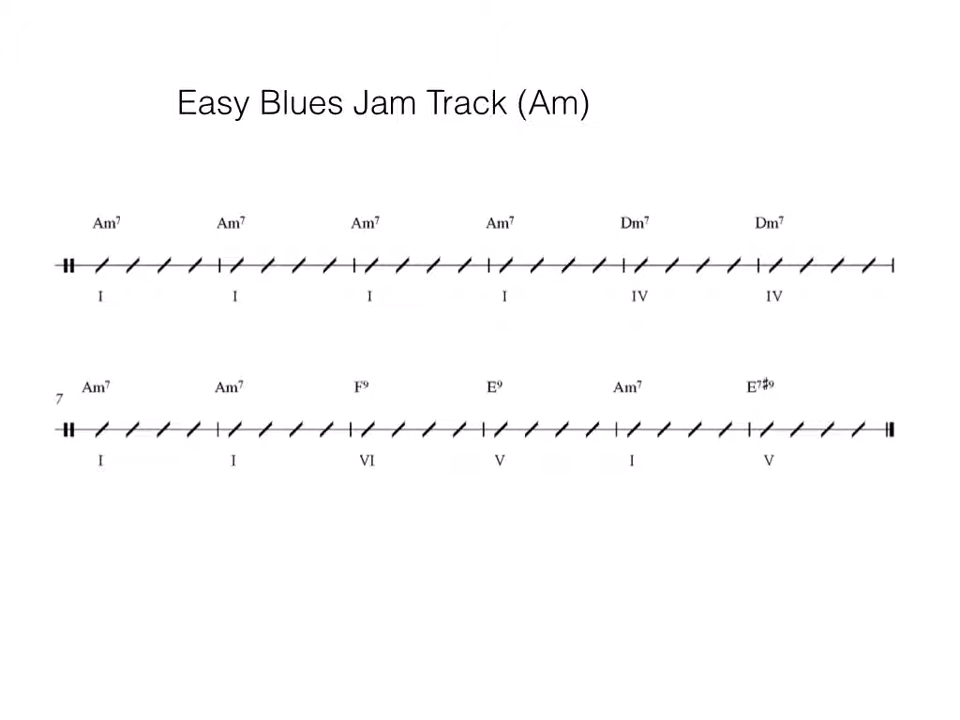 Easy Blues Jam Track (Am)
Am7 Am7 Am7 Am7 Dm7 Dm7
I I I I IV IV
7 Am7 Am7 F9 E9 Am7 E7♯9
I I VI V I V